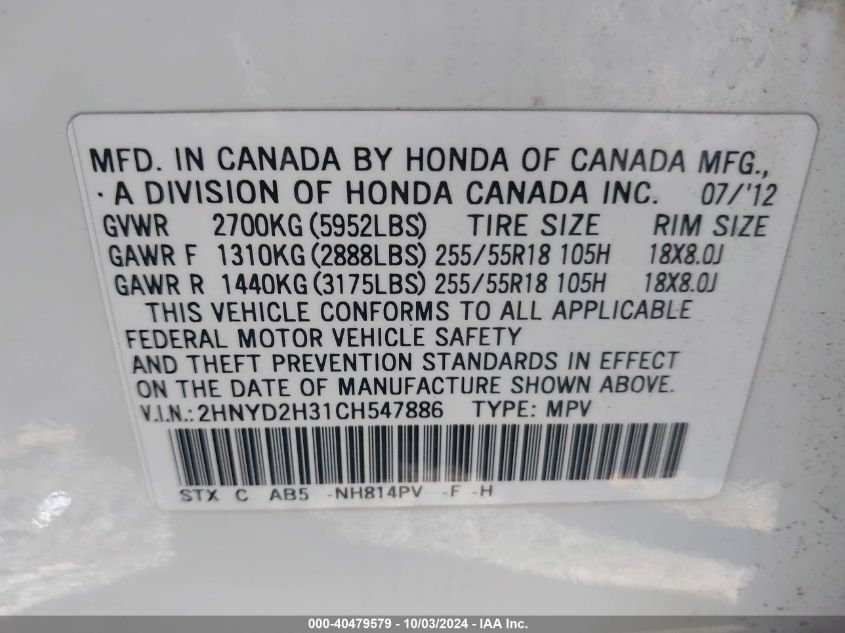 MFD. IN CANADA BY HONDA OF CANADA MFG.,
· A DIVISION OF HONDA CANADA INC. 07/'12
GVWR 2700KG (5952LBS) TIRE SIZE RIM SIZE
GAWR F 1310KG (2888LBS) 255/55R18 105H 18X8.0J
GAWR R 1440KG (3175LBS) 255/55R18 105H 18X8.0J
THIS VEHICLE CONFORMS TO ALL APPLICABLE
FEDERAL MOTOR VEHICLE SAFETY
AND THEFT PREVENTION STANDARDS IN EFFECT
ON THE DATE OF MANUFACTURE SHOWN ABOVE.
V.I.N.: 2HNYD2H31CH547886 TYPE: MPV
STX C AB5 -NH814PV -F -H
000-40479579 - 10/03/2024 - IAA Inc.